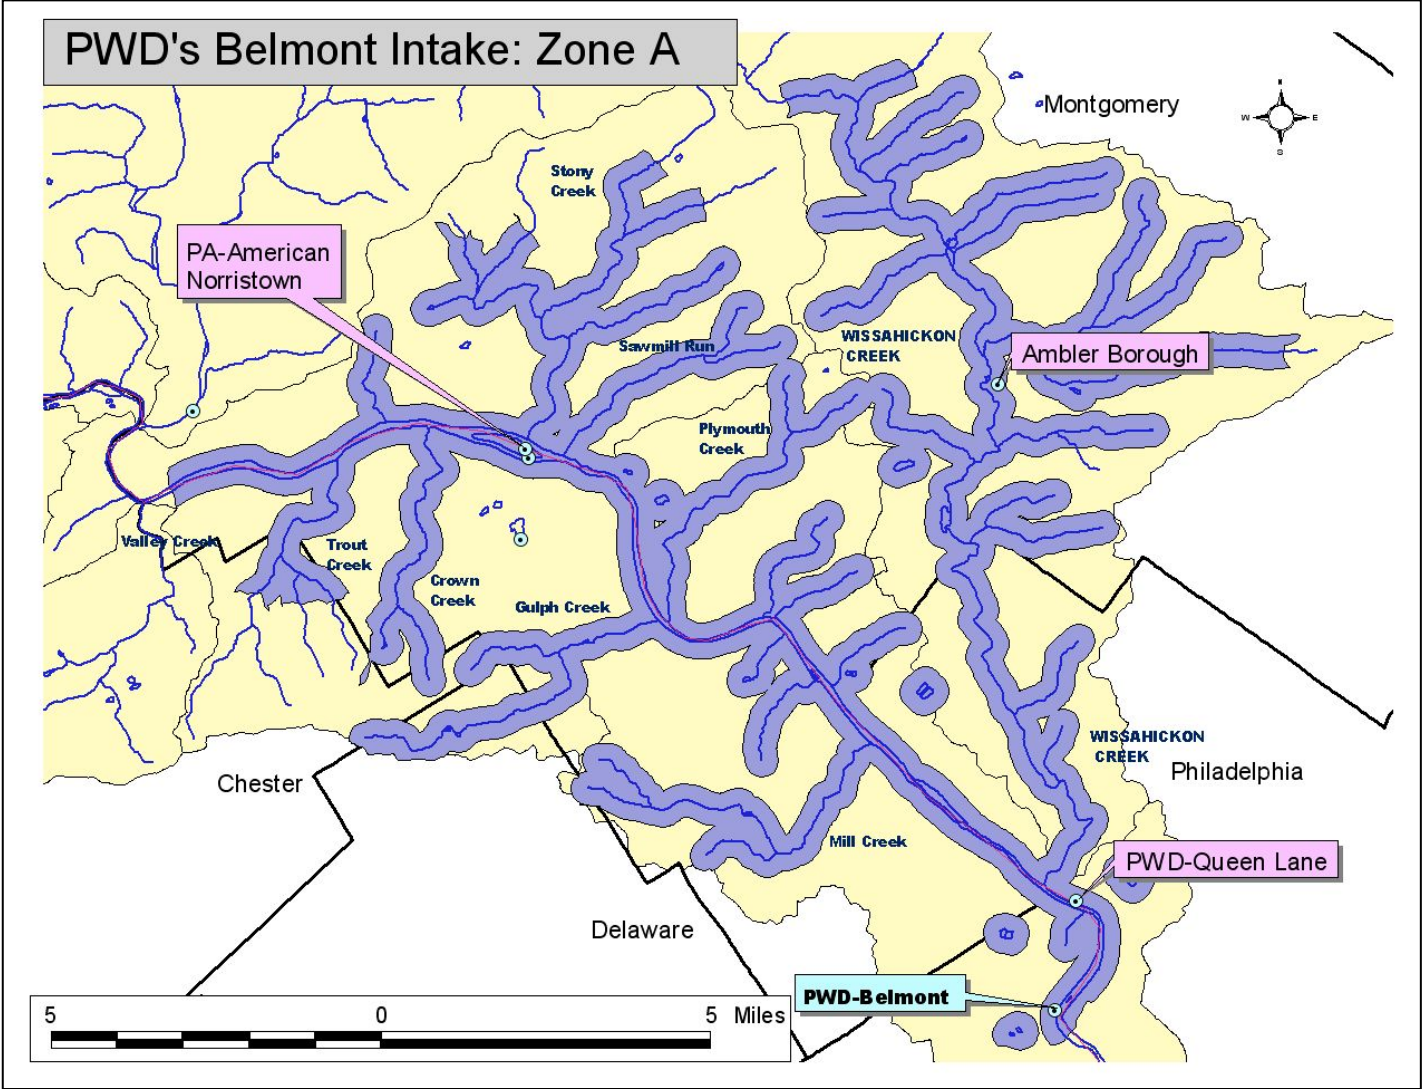 PWD's Belmont Intake: Zone A
Montgomery
N
W
E
S
Stony
Creek
PA-American
Norristown
Sawmill Run
WISSAHICKON
CREEK
Ambler Borough
Plymouth
Creek
Valley Creek
Trout
Creek
Crown
Creek
Gulph Creek
WISSAHICKON
CREEK
Philadelphia
Chester
Mill Creek
PWD-Queen Lane
Delaware
PWD-Belmont
5 0 5 Miles